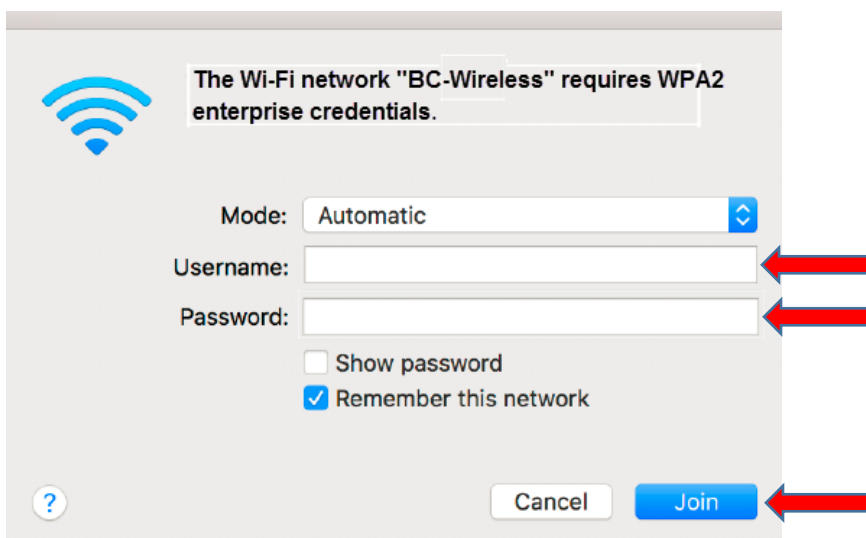 The Wi-Fi network "BC-Wireless" requires WPA2
enterprise credentials.
Mode: Automatic
Username:
Password:
Show password
Remember this network
? Cancel Join